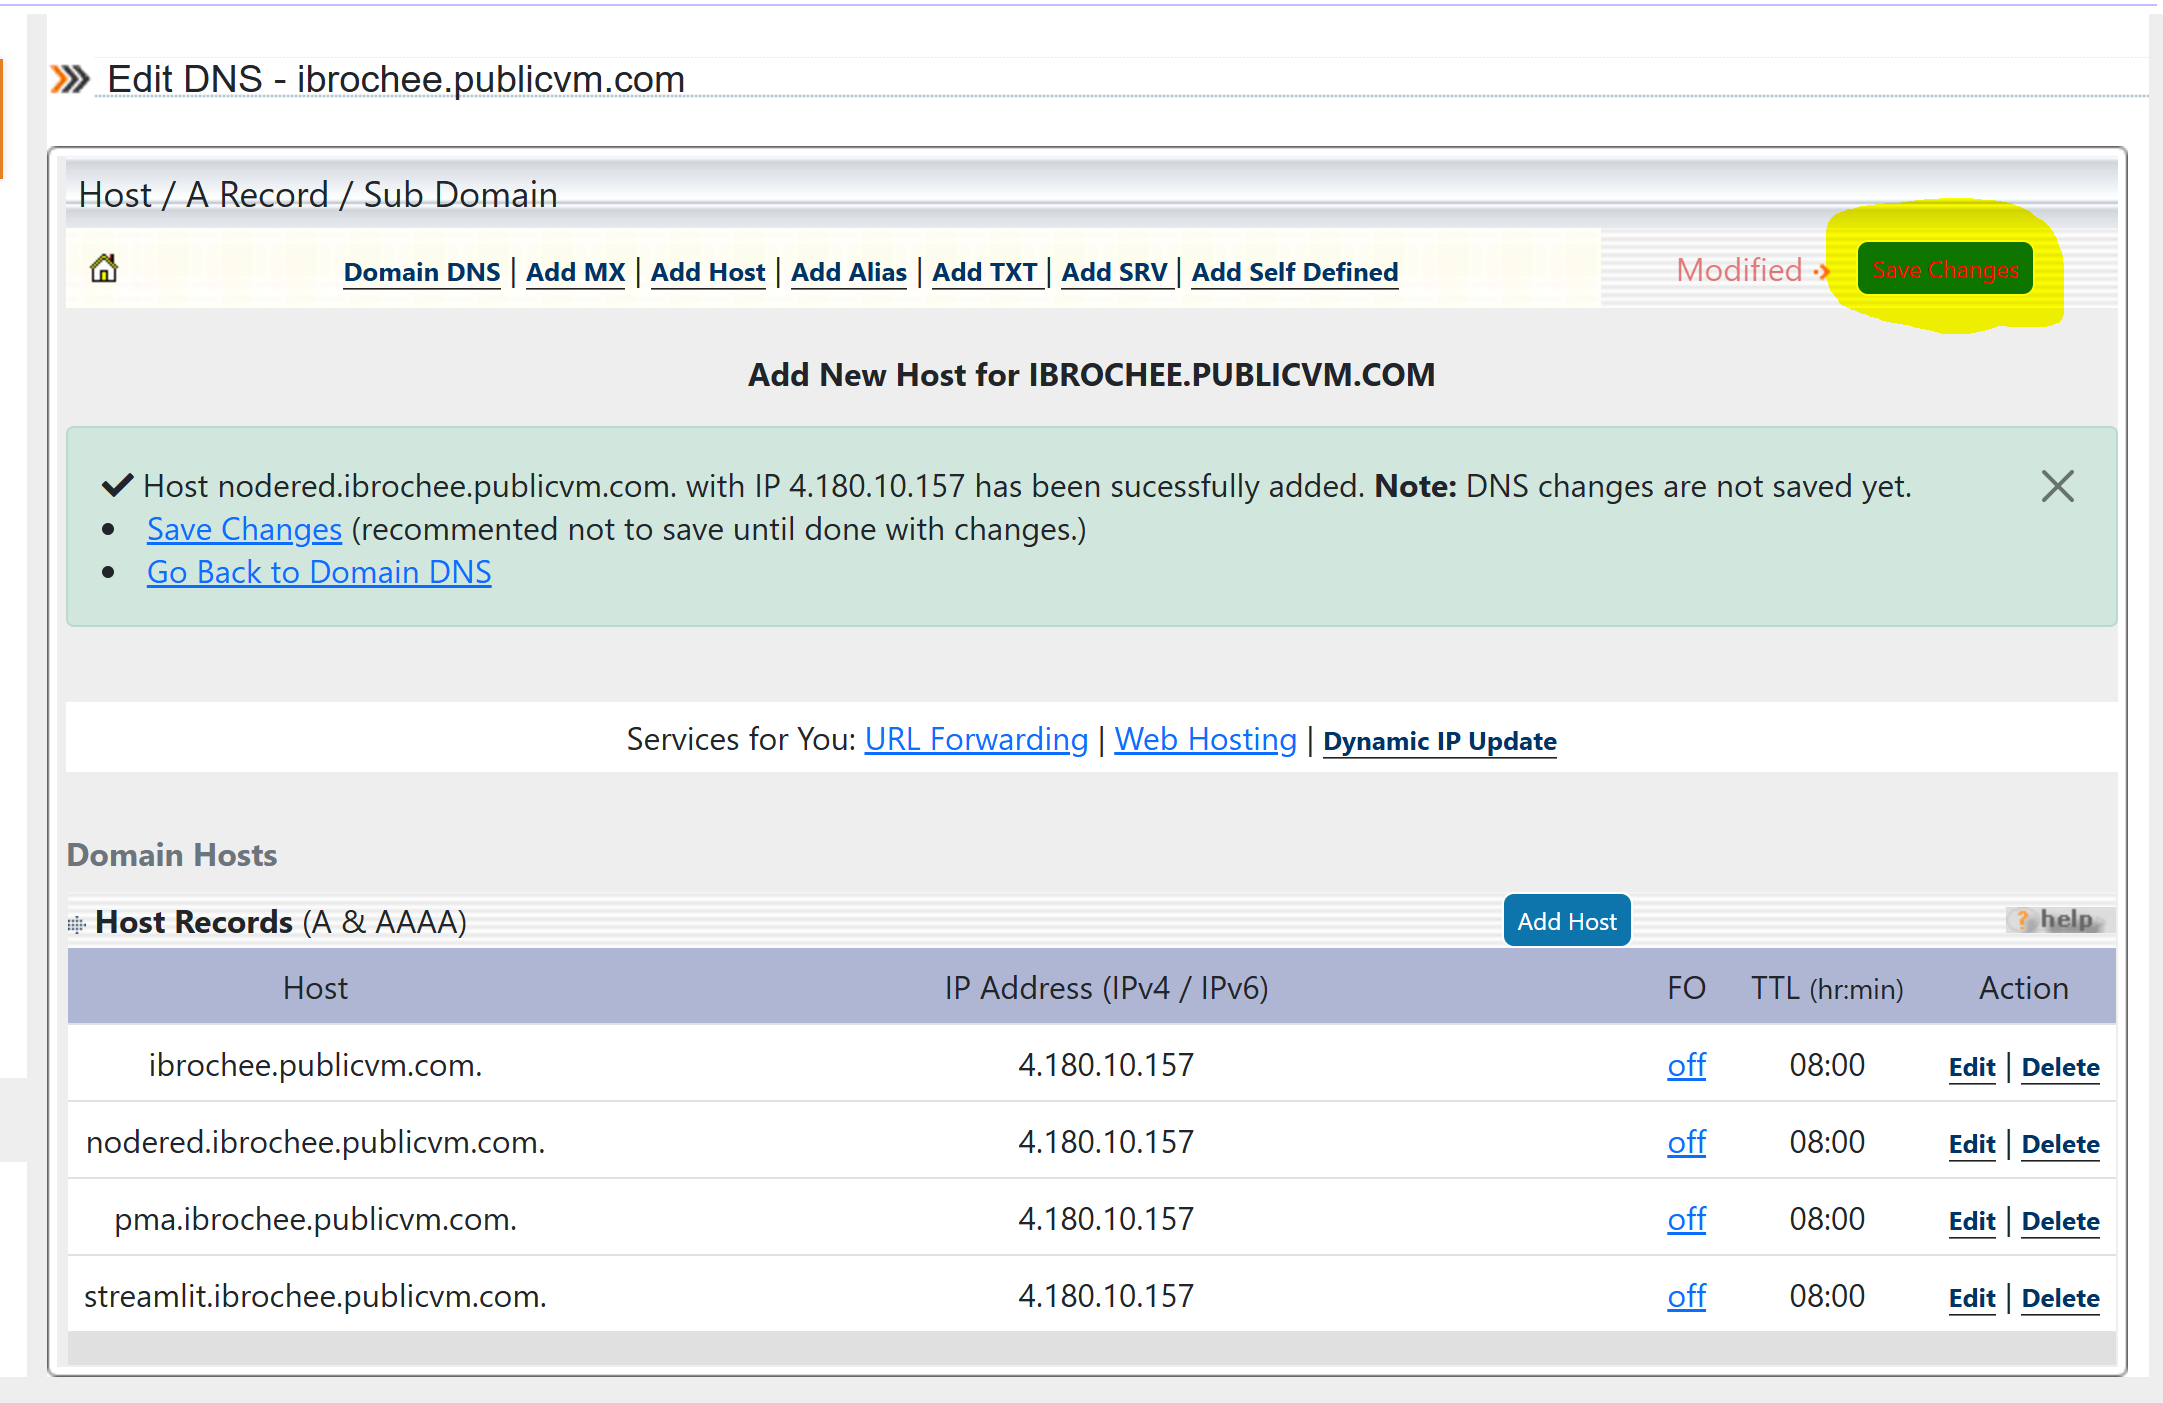 Edit DNS - ibrochee.publicvm.com
Host / A Record / Sub Domain
Domain DNS | Add MX | Add Host | Add Alias | Add TXT | Add SRV | Add Self Defined
Modified
Save Changes
Add New Host for IBROCHEE.PUBLICVM.COM
Host nodered.ibrochee.publicvm.com. with IP 4.180.10.157 has been sucessfully added. Note: DNS changes are not saved yet.
Save Changes (recommented not to save until done with changes.)
Go Back to Domain DNS
Services for You: URL Forwarding | Web Hosting | Dynamic IP Update
Domain Hosts
Host Records (A & AAAA)
Add Host
? help
Host IP Address (IPv4 / IPv6) FO TTL (hr:min) Action
ibrochee.publicvm.com. 4.180.10.157 off 08:00 Edit | Delete
nodered.ibrochee.publicvm.com. 4.180.10.157 off 08:00 Edit | Delete
pma.ibrochee.publicvm.com. 4.180.10.157 off 08:00 Edit | Delete
streamlit.ibrochee.publicvm.com. 4.180.10.157 off 08:00 Edit | Delete